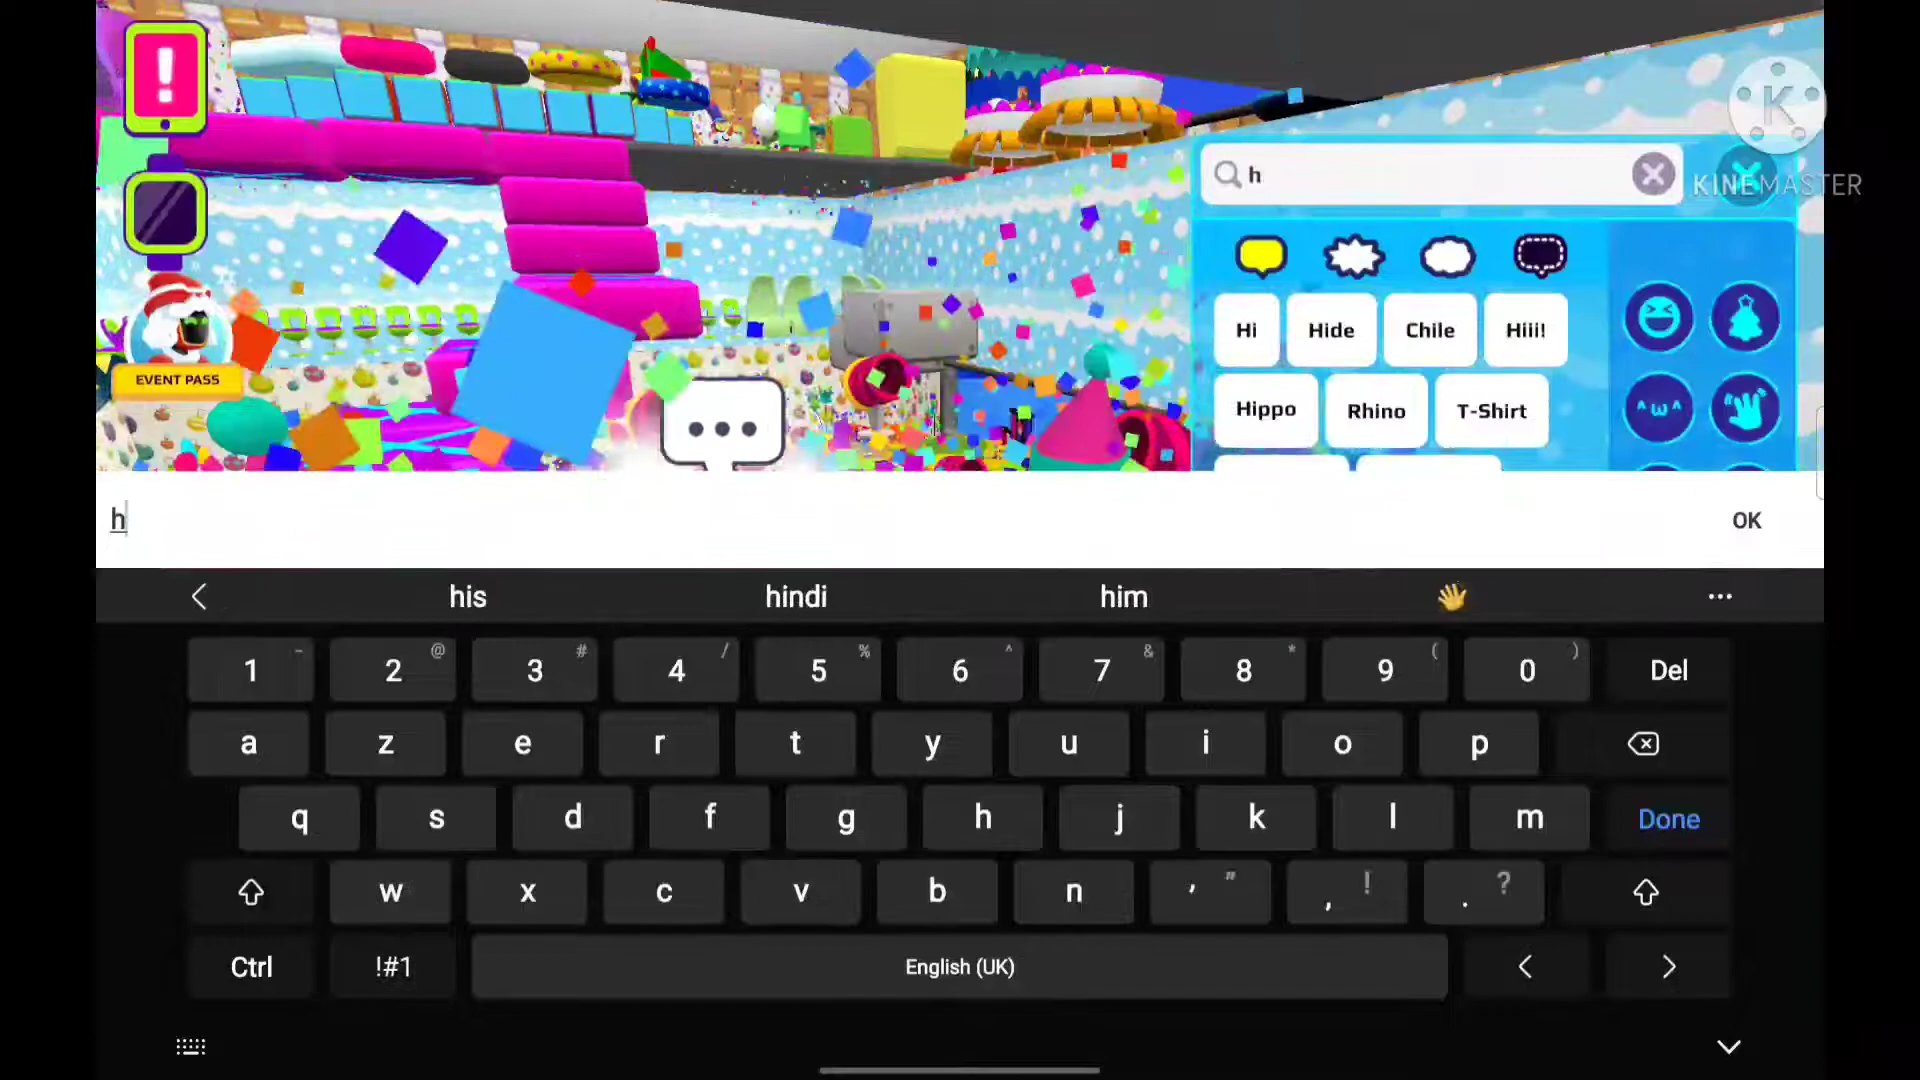 h
KINEMASTER
Hi Hide Chile Hiii!
Hippo Rhino T-Shirt
^ω^
EVENT PASS
h OK
his hindi him 👋 ...
1 - 2 @ 3 # 4 / 5 % 6 ^ 7 & 8 * 9 ( 0 ) Del
a z e r t y u i o p
q s d f g h j k l m Done
w x c v b n ' " , ! . ?
Ctrl !#1 English (UK) < >